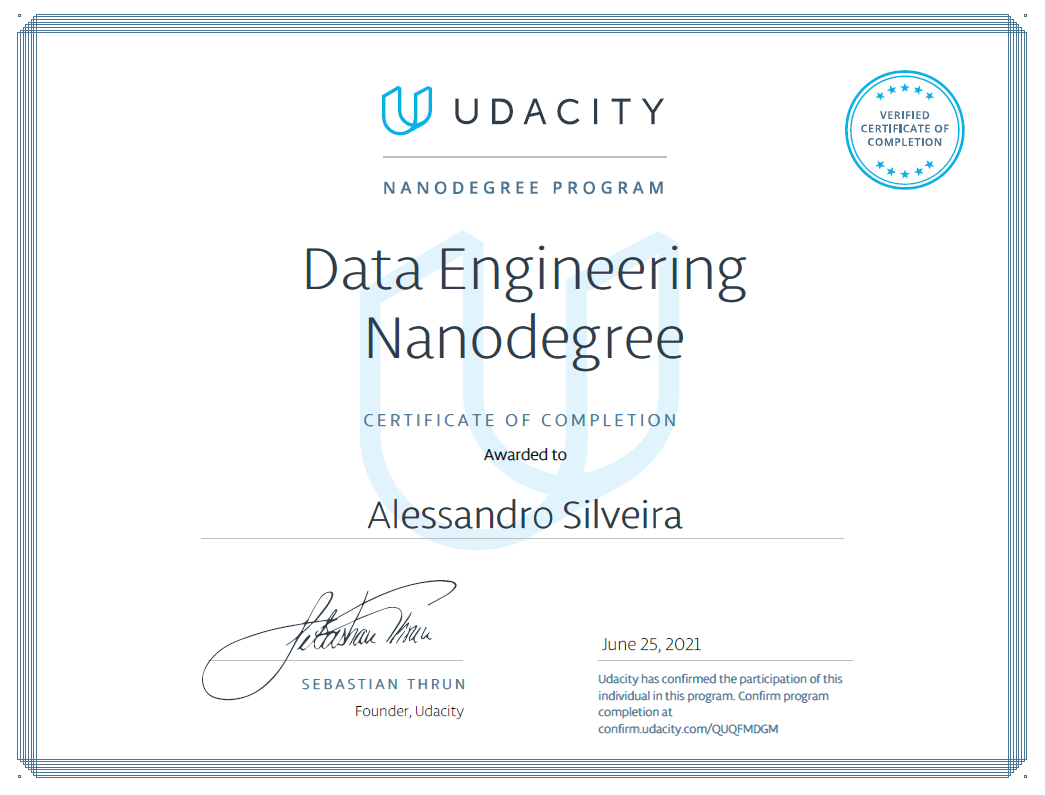 UDACITY
VERIFIED
CERTIFICATE OF
COMPLETION
NANODEGREE PROGRAM
Data Engineering
Nanodegree
CERTIFICATE OF COMPLETION
Awarded to
Alessandro Silveira
Sebastian Thrun
SEBASTIAN THRUN
Founder, Udacity
June 25, 2021
Udacity has confirmed the participation of this
individual in this program. Confirm program
completion at
confirm.udacity.com/QUQFMDGM